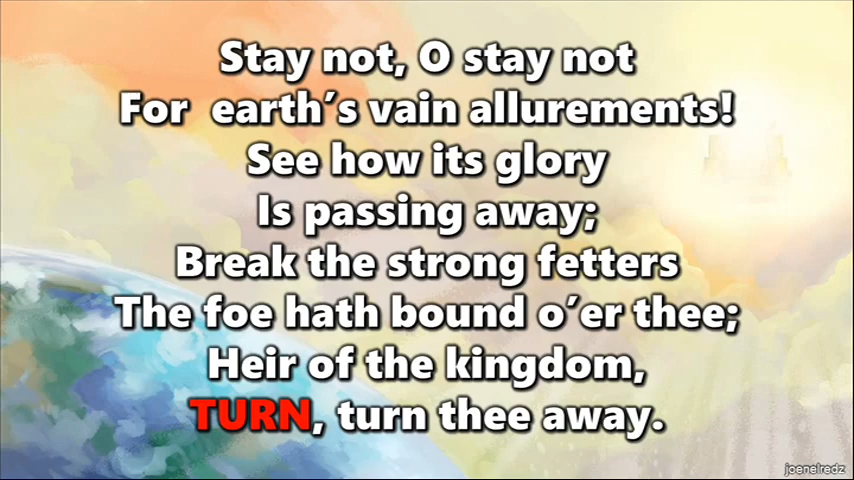 Stay not, O stay not
For earth’s vain allurements!
See how its glory
Is passing away;
Break the strong fetters
The foe hath bound o’er thee;
Heir of the kingdom,
TURN, turn thee away.
joenelredz